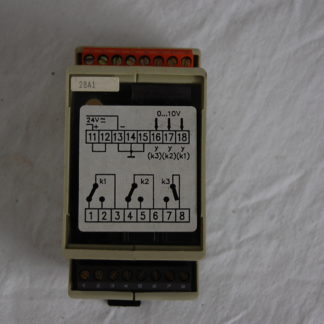 28A1
24V 0...10V
+ -
11 12 13 14 15 16 17 18
y y y
(k3)(k2)(k1)
k1 k2 k3
1 2 3 4 5 6 7 8